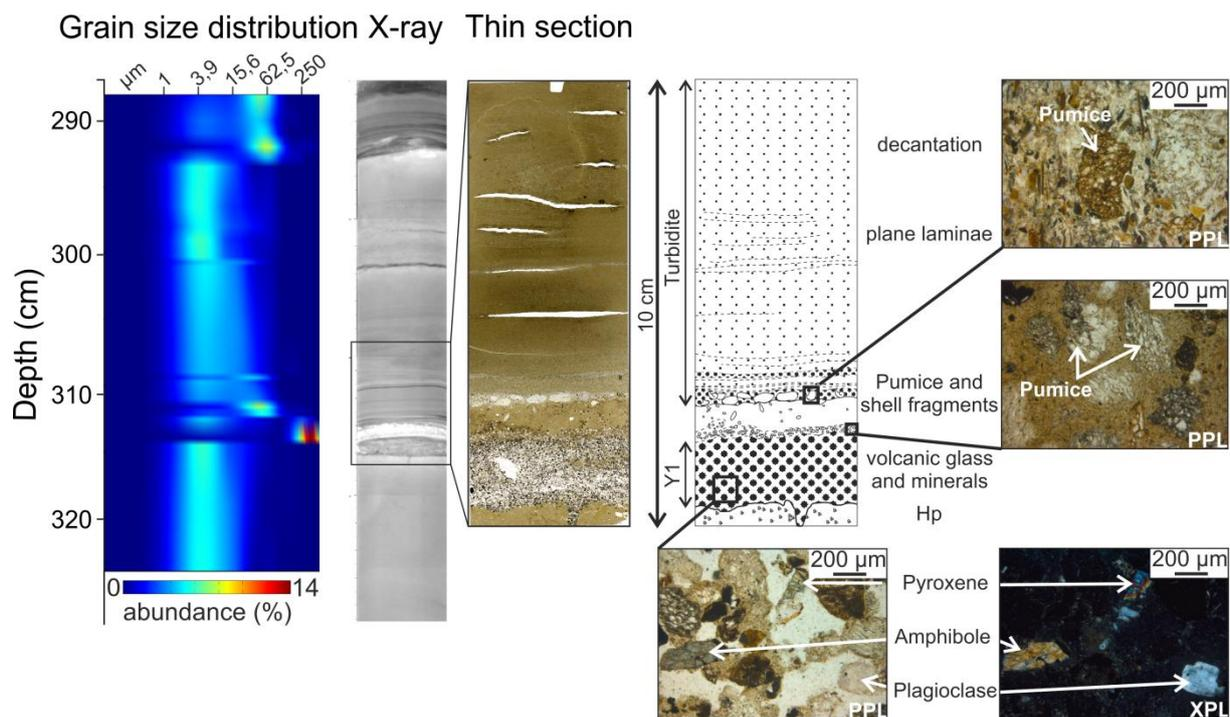 Grain size distribution X-ray Thin section
µm 1 3,9 15,6 62,5 250
290
300
310
320
Depth (cm)
0 14
abundance (%)
10 cm
Turbidite
Y1
decantation
plane laminae
Pumice and
shell fragments
volcanic glass
and minerals
Hp
200 µm
Pumice
PPL
200 µm
Pumice
PPL
200 µm
PPL
Pyroxene
Amphibole
Plagioclase
200 µm
XPL